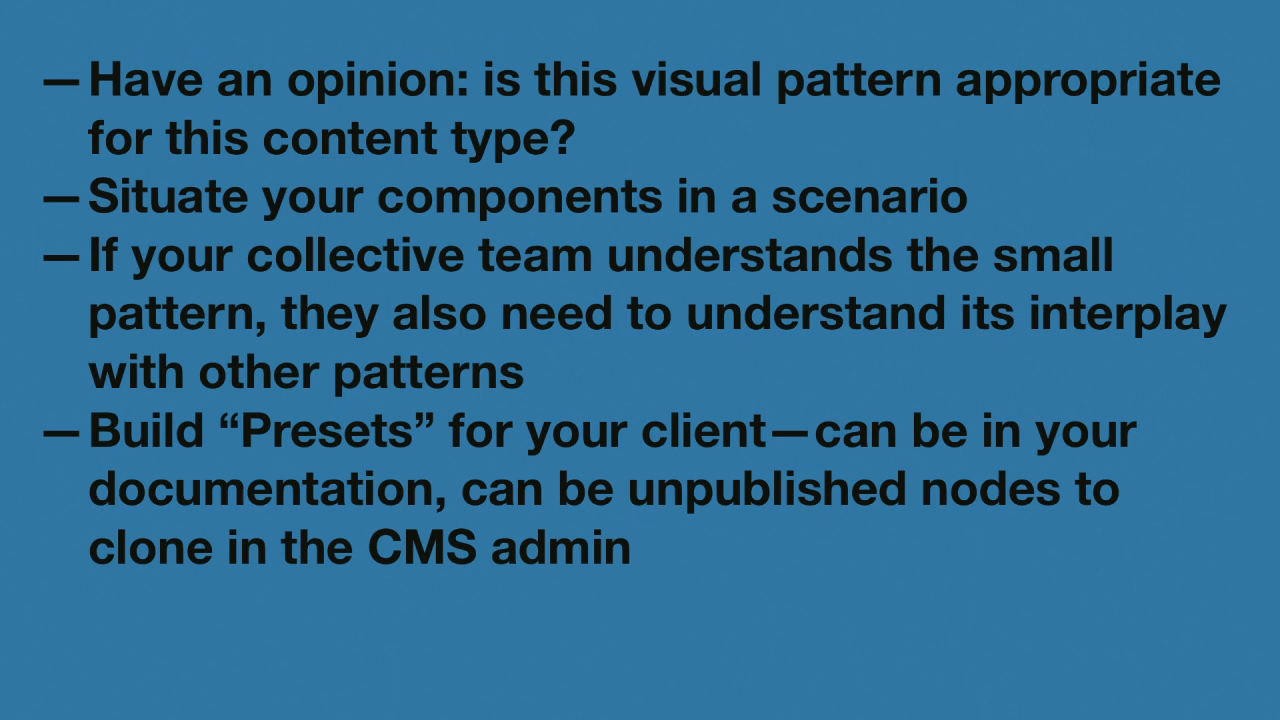 —Have an opinion: is this visual pattern appropriate
for this content type?
—Situate your components in a scenario
—If your collective team understands the small
pattern, they also need to understand its interplay
with other patterns
—Build “Presets” for your client—can be in your
documentation, can be unpublished nodes to
clone in the CMS admin